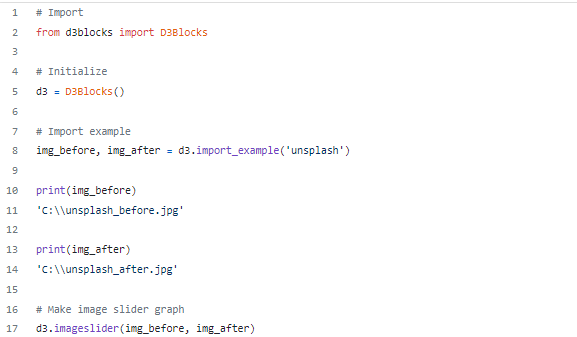 1 # Import
2 from d3blocks import D3Blocks
3
4 # Initialize
5 d3 = D3Blocks()
6
7 # Import example
8 img_before, img_after = d3.import_example('unsplash')
9
10 print(img_before)
11 'C:\\unsplash_before.jpg'
12
13 print(img_after)
14 'C:\\unsplash_after.jpg'
15
16 # Make image slider graph
17 d3.imageslider(img_before, img_after)